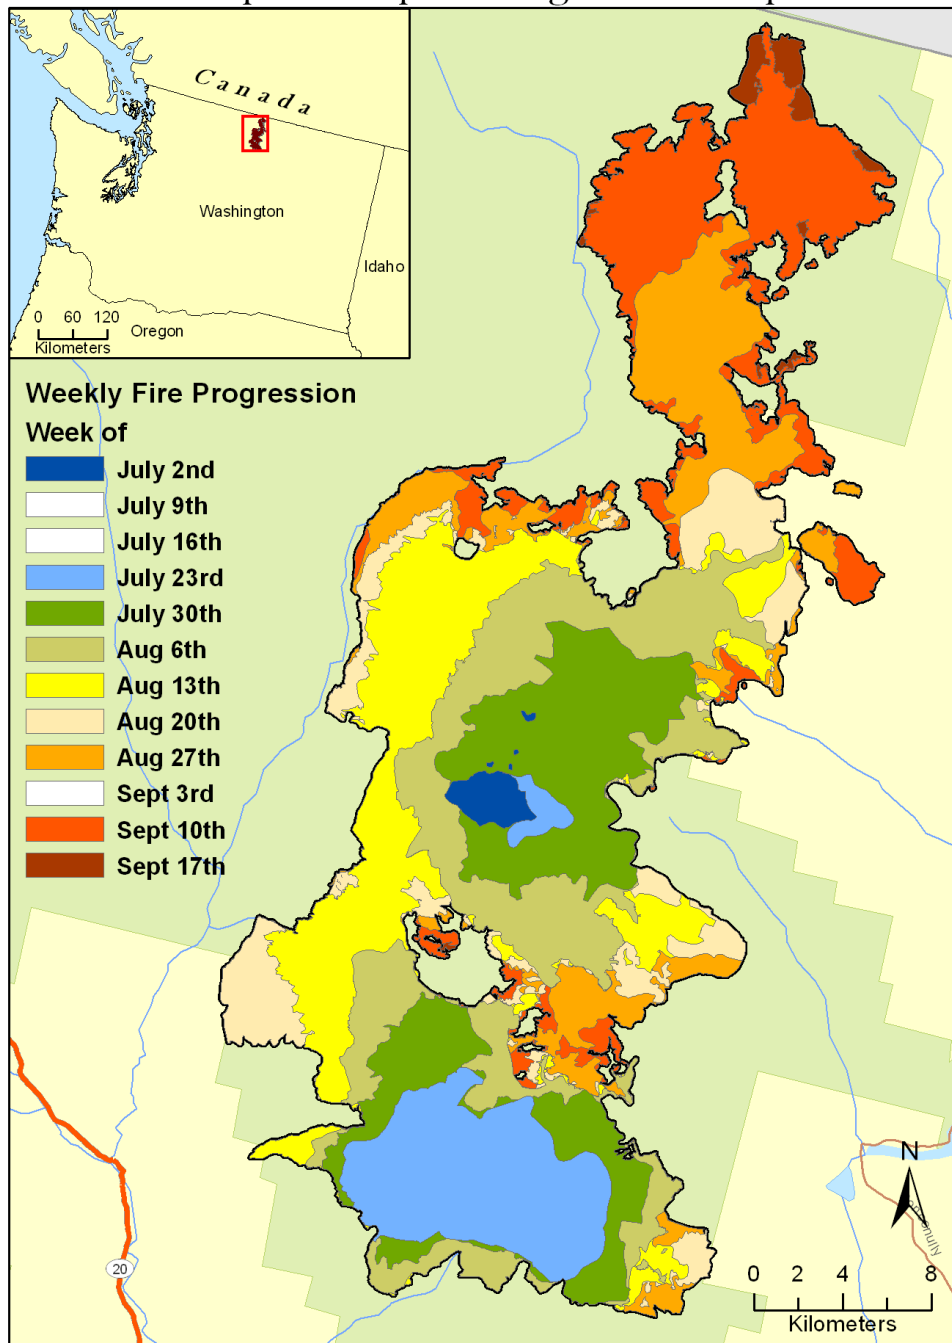 Canada
Washington
Idaho
Oregon
0 60 120
Kilometers
Weekly Fire Progression
Week of
July 2nd
July 9th
July 16th
July 23rd
July 30th
Aug 6th
Aug 13th
Aug 20th
Aug 27th
Sept 3rd
Sept 10th
Sept 17th
20
N
0 2 4 8
Kilometers